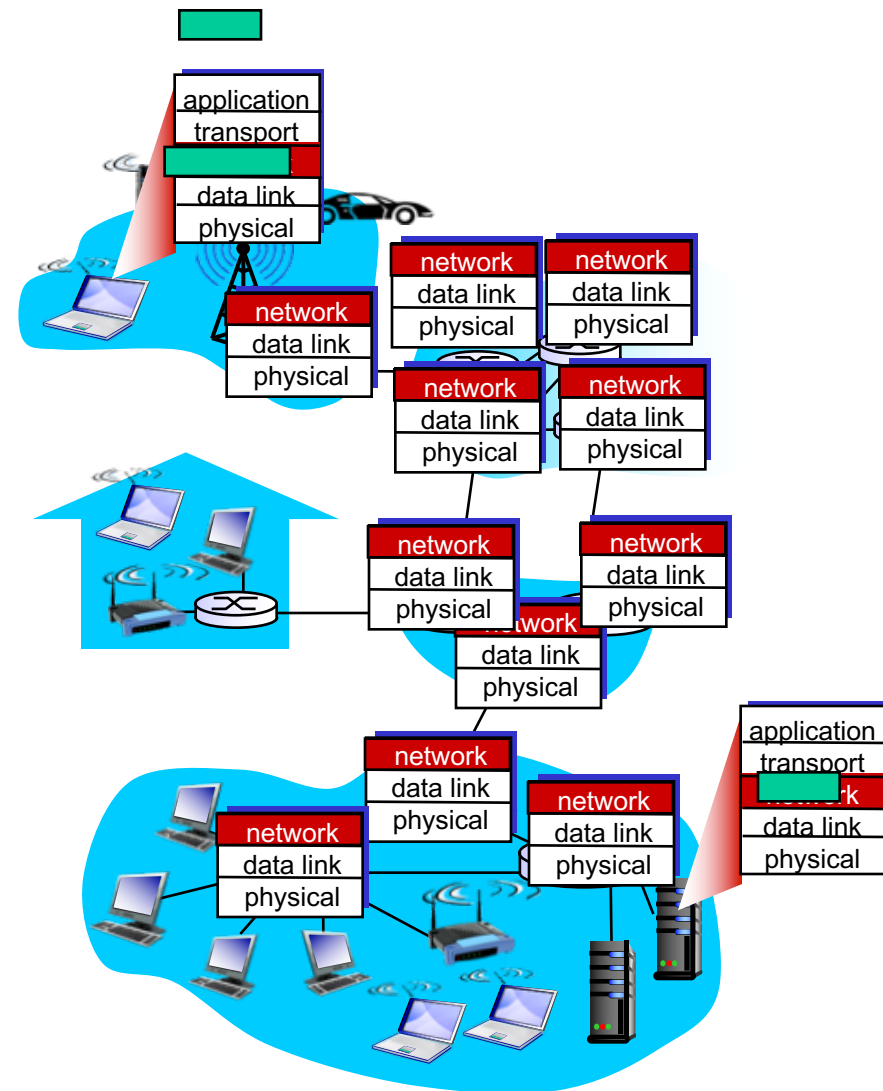 application
transport
data link
physical
network
data link
physical
network
data link
physical
network
data link
physical
network
data link
physical
network
data link
physical
network
data link
physical
network
data link
physical
network
data link
physical
application
transport
network
data link
physical
network
data link
physical
network
data link
physical
network
data link
physical